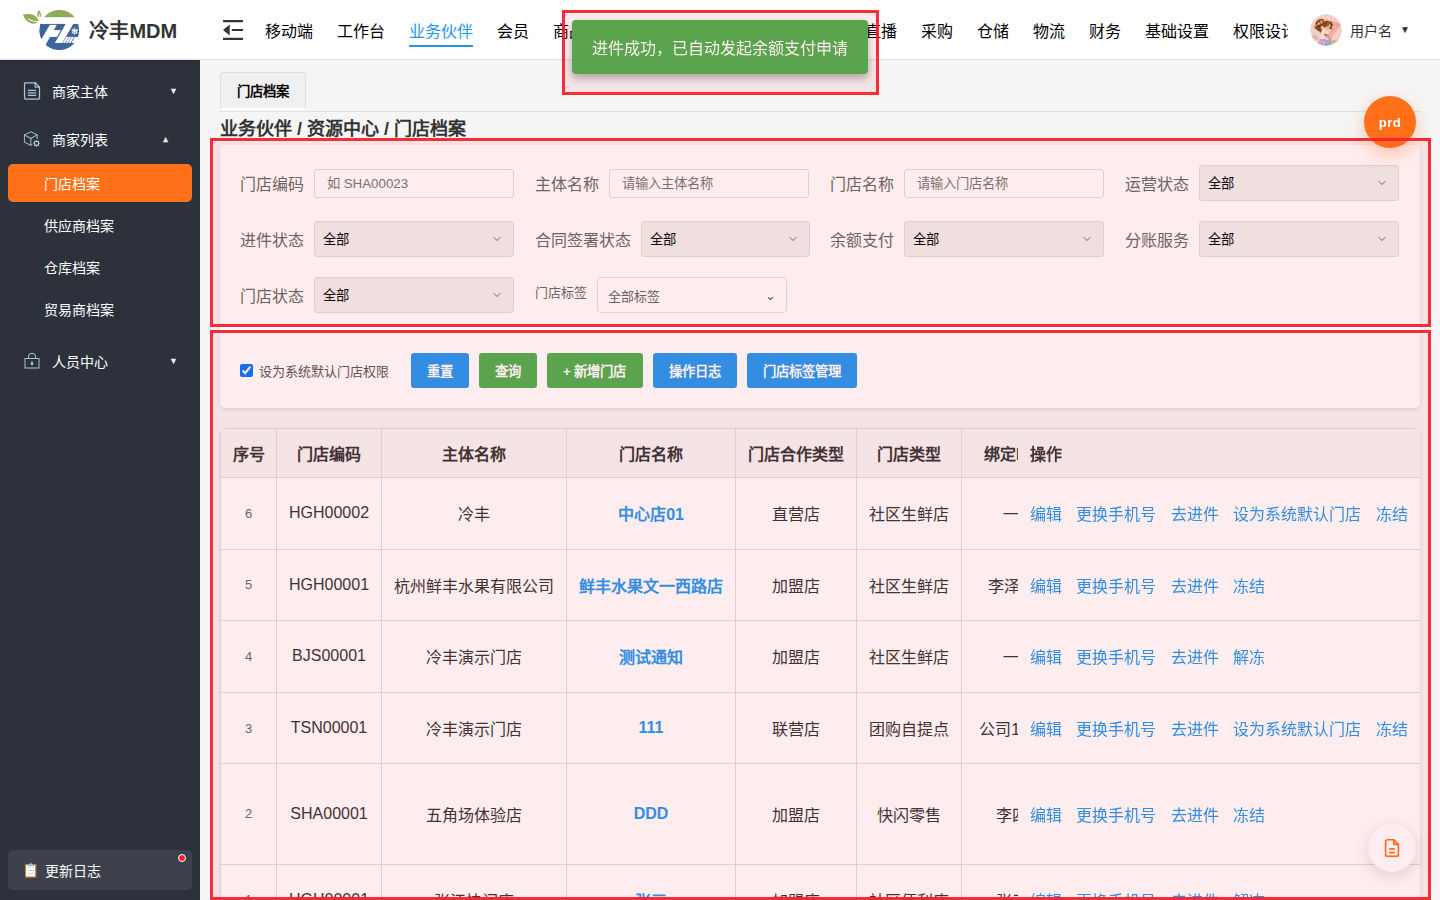 冷丰MDM
移动端 工作台 业务伙伴 会员 直播 采购 仓储 物流 财务 基础设置 权限设计 用户名
进件成功，已自动发起余额支付申请
商家主体
商家列表
门店档案
供应商档案
仓库档案
贸易商档案
人员中心
更新日志
门店档案
业务伙伴 / 资源中心 / 门店档案
prd
门店编码 如 SHA00023 主体名称 请输入主体名称 门店名称 请输入门店名称 运营状态 全部
进件状态 全部 合同签署状态 全部 余额支付 全部 分账服务 全部
门店状态 全部 门店标签 全部标签
设为系统默认门店权限 重置 查询 + 新增门店 操作日志 门店标签管理
序号 门店编码 主体名称 门店名称 门店合作类型 门店类型 绑定 操作
6 HGH00002 冷丰 中心店01 直营店 社区生鲜店 — 编辑 更换手机号 去进件 设为系统默认门店 冻结
5 HGH00001 杭州鲜丰水果有限公司 鲜丰水果文一西路店 加盟店 社区生鲜店 李泽 编辑 更换手机号 去进件 冻结
4 BJS00001 冷丰演示门店 测试通知 加盟店 社区生鲜店 — 编辑 更换手机号 去进件 解冻
3 TSN00001 冷丰演示门店 111 联营店 团购自提点 公司1 编辑 更换手机号 去进件 设为系统默认门店 冻结
2 SHA00001 五角场体验店 DDD 加盟店 快闪零售 李四 编辑 更换手机号 去进件 冻结